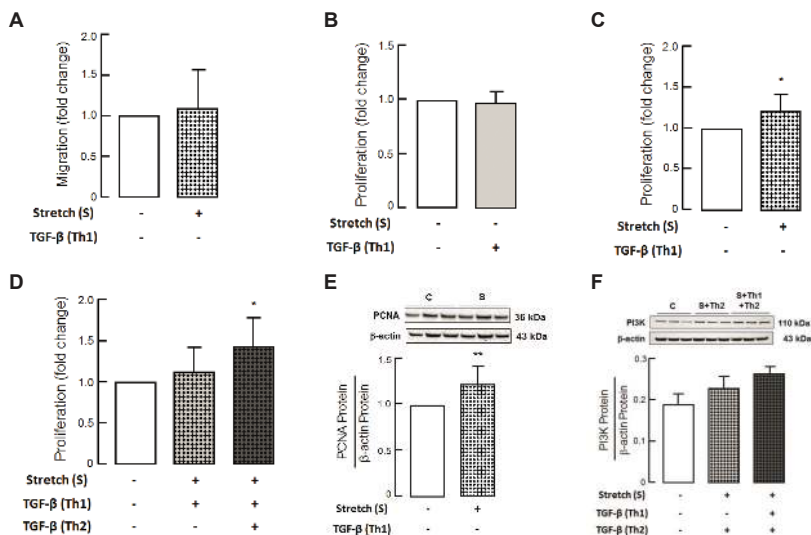 A
Migration (fold change)
2.0
1.5
1.0
0.5
0
Stretch (S) - +
TGF-β (Th1) - -
B
Proliferation (fold change)
1.5
1.0
0.5
0
Stretch (S) - -
TGF-β (Th1) - +
C
Proliferation (fold change)
2.0
1.5
1.0
0.5
0
*
Stretch (S) - +
TGF-β (Th1) - -
D
Proliferation (fold change)
2.0
1.5
1.0
0.5
0
*
Stretch (S) - + +
TGF-β (Th1) - + +
TGF-β (Th2) - - +
E
C S
PCNA 36 kDa
β-actin 43 kDa
PCNA Protein
β-actin Protein
1.5
1.0
0.5
0
**
Stretch (S) - +
TGF-β (Th1) - -
F
C S+Th2 S+Th1
+Th2
PI3K 110 kDa
β-actin 43 kDa
PI3K Protein
β-actin Protein
0.2
0.1
0
Stretch (S) - + +
TGF-β (Th1) - - +
TGF-β (Th2) - + +